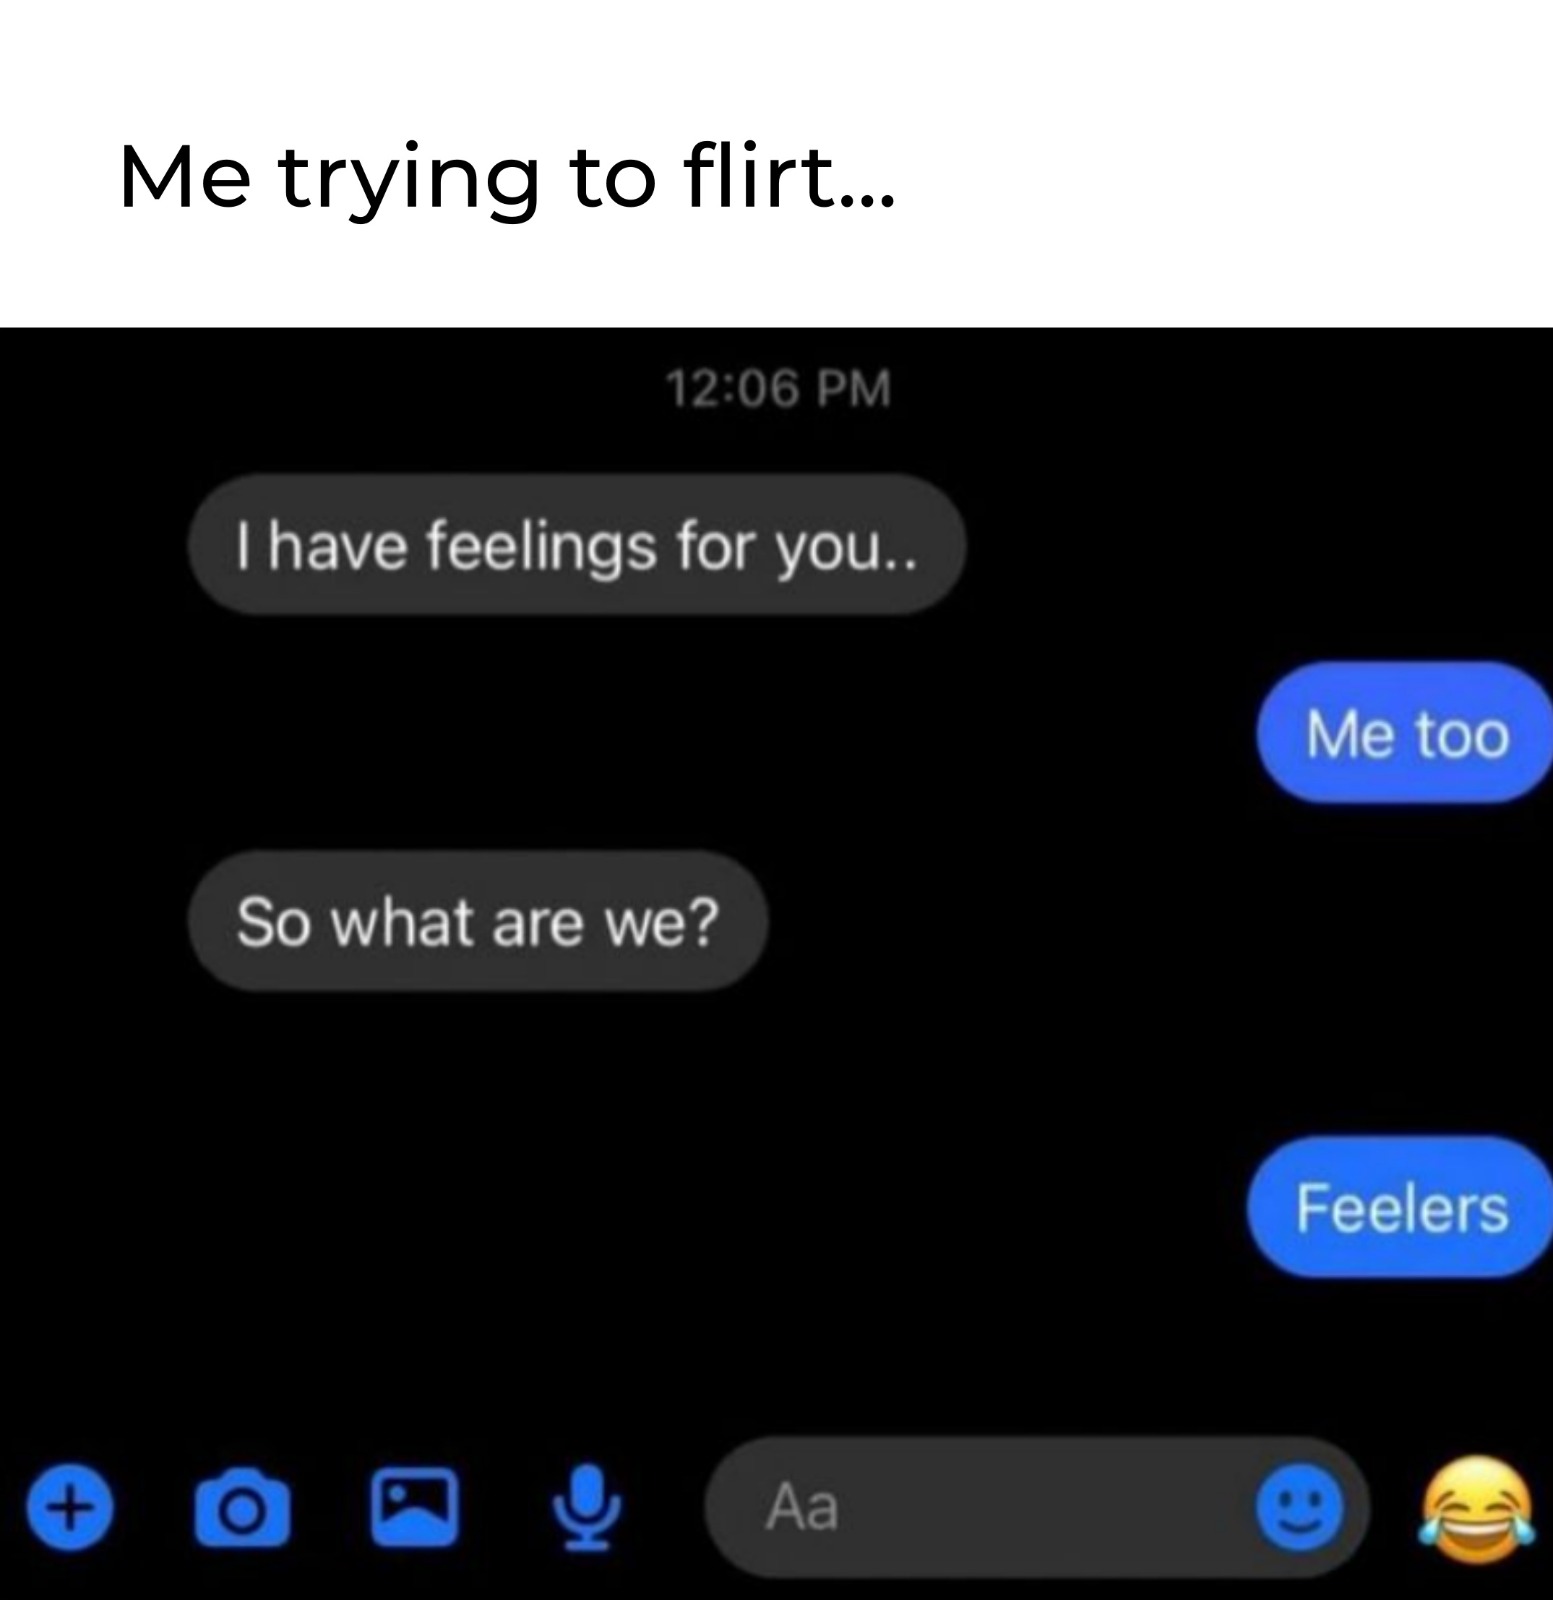 Me trying to flirt...
12:06 PM
I have feelings for you..
Me too
So what are we?
Feelers
Aa